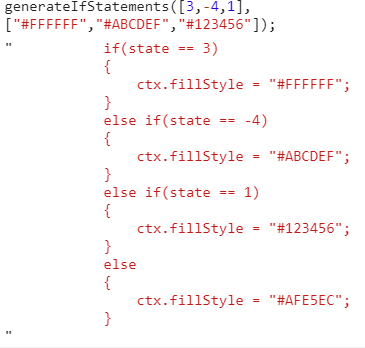 generateIfStatements([3,-4,1],
["#FFFFFF","#ABCDEF","#123456"]);
"           if(state == 3)
            {
                ctx.fillStyle = "#FFFFFF";
            }
            else if(state == -4)
            {
                ctx.fillStyle = "#ABCDEF";
            }
            else if(state == 1)
            {
                ctx.fillStyle = "#123456";
            }
            else
            {
                ctx.fillStyle = "#AFE5EC";
            }
"